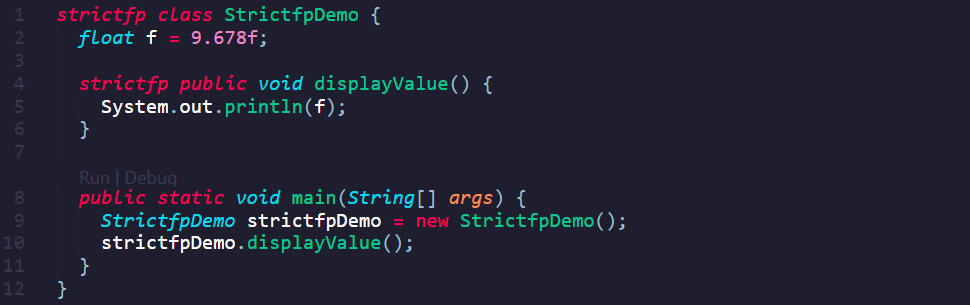 1 strictfp class StrictfpDemo {
2 float f = 9.678f;
3
4 strictfp public void displayValue() {
5 System.out.println(f);
6 }
7
Run | Debug
8 public static void main(String[] args) {
9 StrictfpDemo strictfpDemo = new StrictfpDemo();
10 strictfpDemo.displayValue();
11 }
12 }